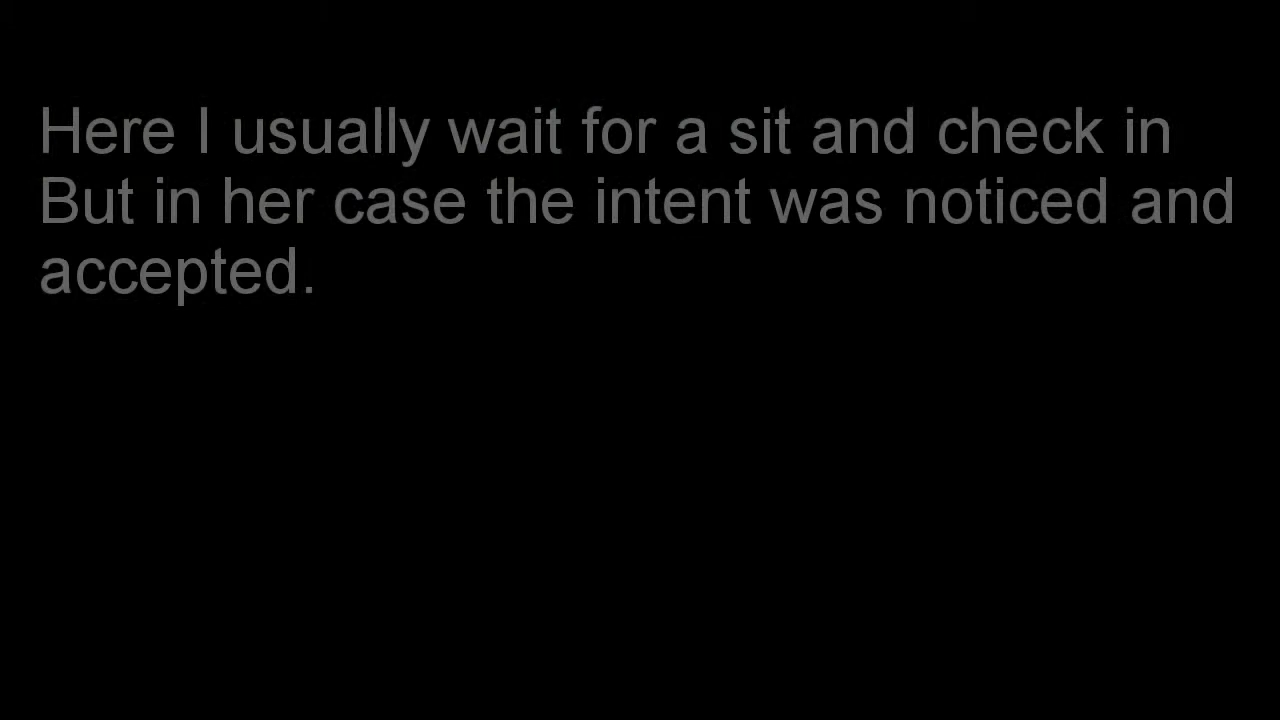 Here I usually wait for a sit and check in
But in her case the intent was noticed and
accepted.